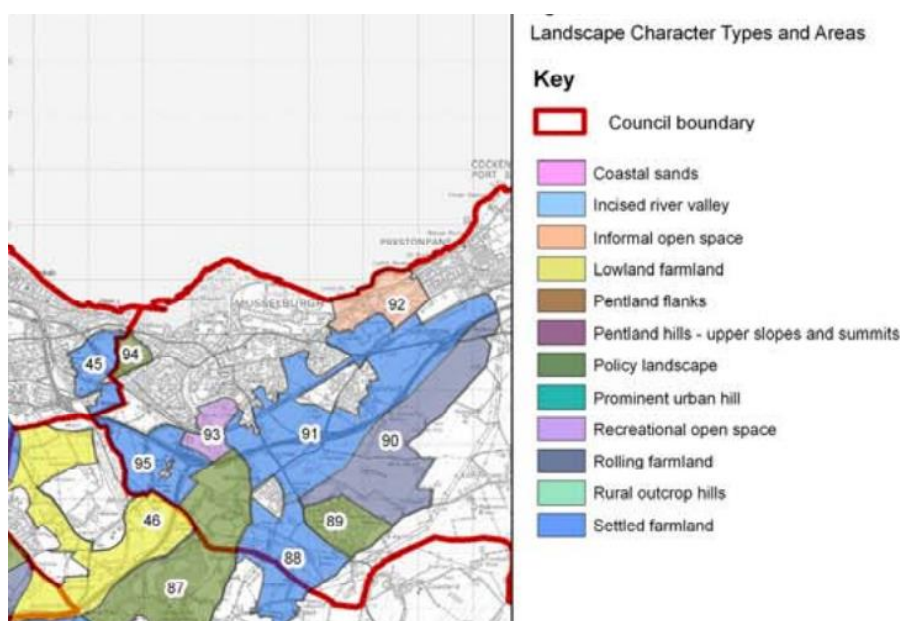 Landscape Character Types and Areas
Key
Council boundary
Coastal sands
Incised river valley
Informal open space
Lowland farmland
Pentland flanks
Pentland hills - upper slopes and summits
Policy landscape
Prominent urban hill
Recreational open space
Rolling farmland
Rural outcrop hills
Settled farmland
COCKEN
PORT S
PRESTONPANS
MUSSELBURGH
92
94
45
93
91
90
95
46
89
88
87